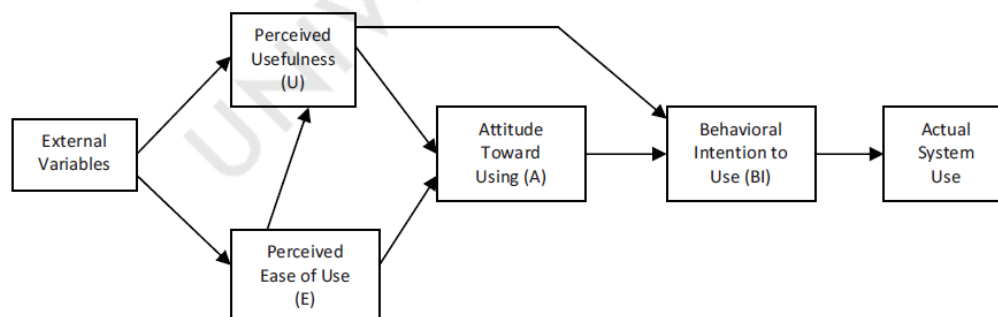 External
Variables
Perceived
Usefulness
(U)
Perceived
Ease of Use
(E)
Attitude
Toward
Using (A)
Behavioral
Intention to
Use (BI)
Actual
System
Use
UNIV